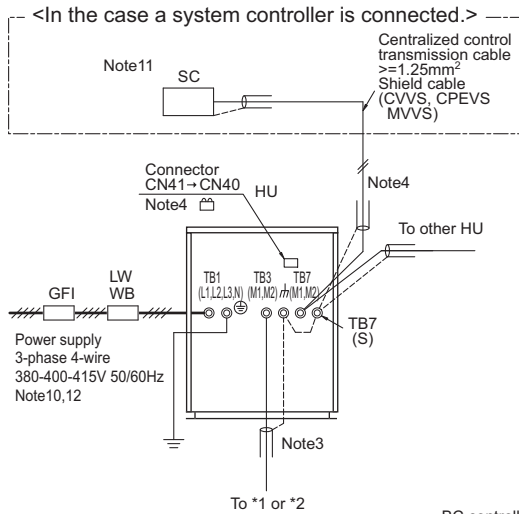 <In the case a system controller is connected.>
Centralized control
transmission cable
>=1.25mm²
Shield cable
(CVVS, CPEVS
MVVS)
Note11
SC
Connector
CN41→CN40
Note4
HU
Note4
To other HU
TB1
(L1,L2,L3,N)
TB3
(M1,M2)
TB7
(M1,M2)
TB7
(S)
GFI
LW
WB
Power supply
3-phase 4-wire
380-400-415V 50/60Hz
Note10,12
Note3
To *1 or *2
BC controll